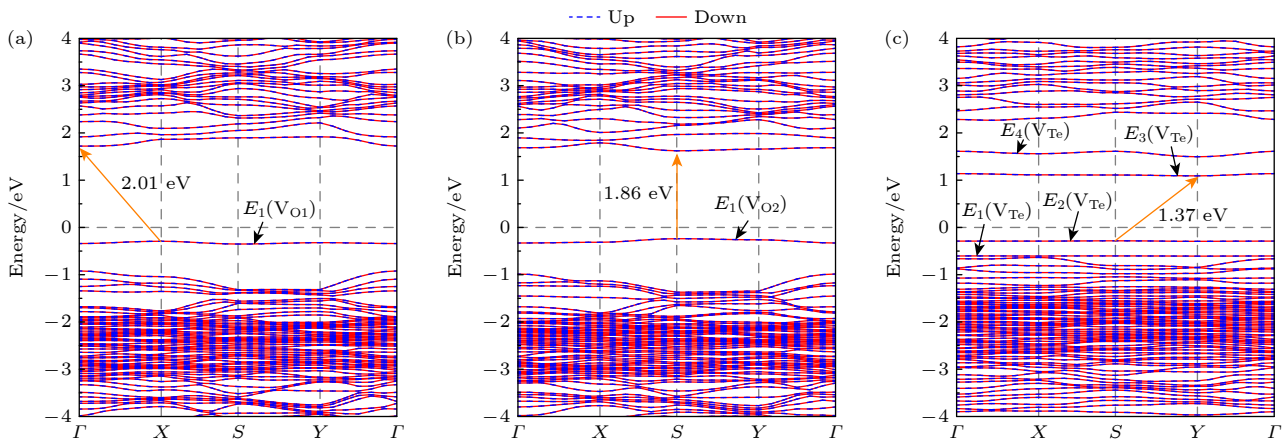 Up Down
(a)
Energy/eV
4
3
2
1
0
−1
−2
−3
−4
2.01 eV
E1(VO1)
Γ X S Y Γ
(b)
Energy/eV
4
3
2
1
0
−1
−2
−3
−4
1.86 eV
E1(VO2)
Γ X S Y Γ
(c)
Energy/eV
4
3
2
1
0
−1
−2
−3
−4
E4(VTe)
E3(VTe)
E1(VTe)
E2(VTe)
1.37 eV
Γ X S Y Γ